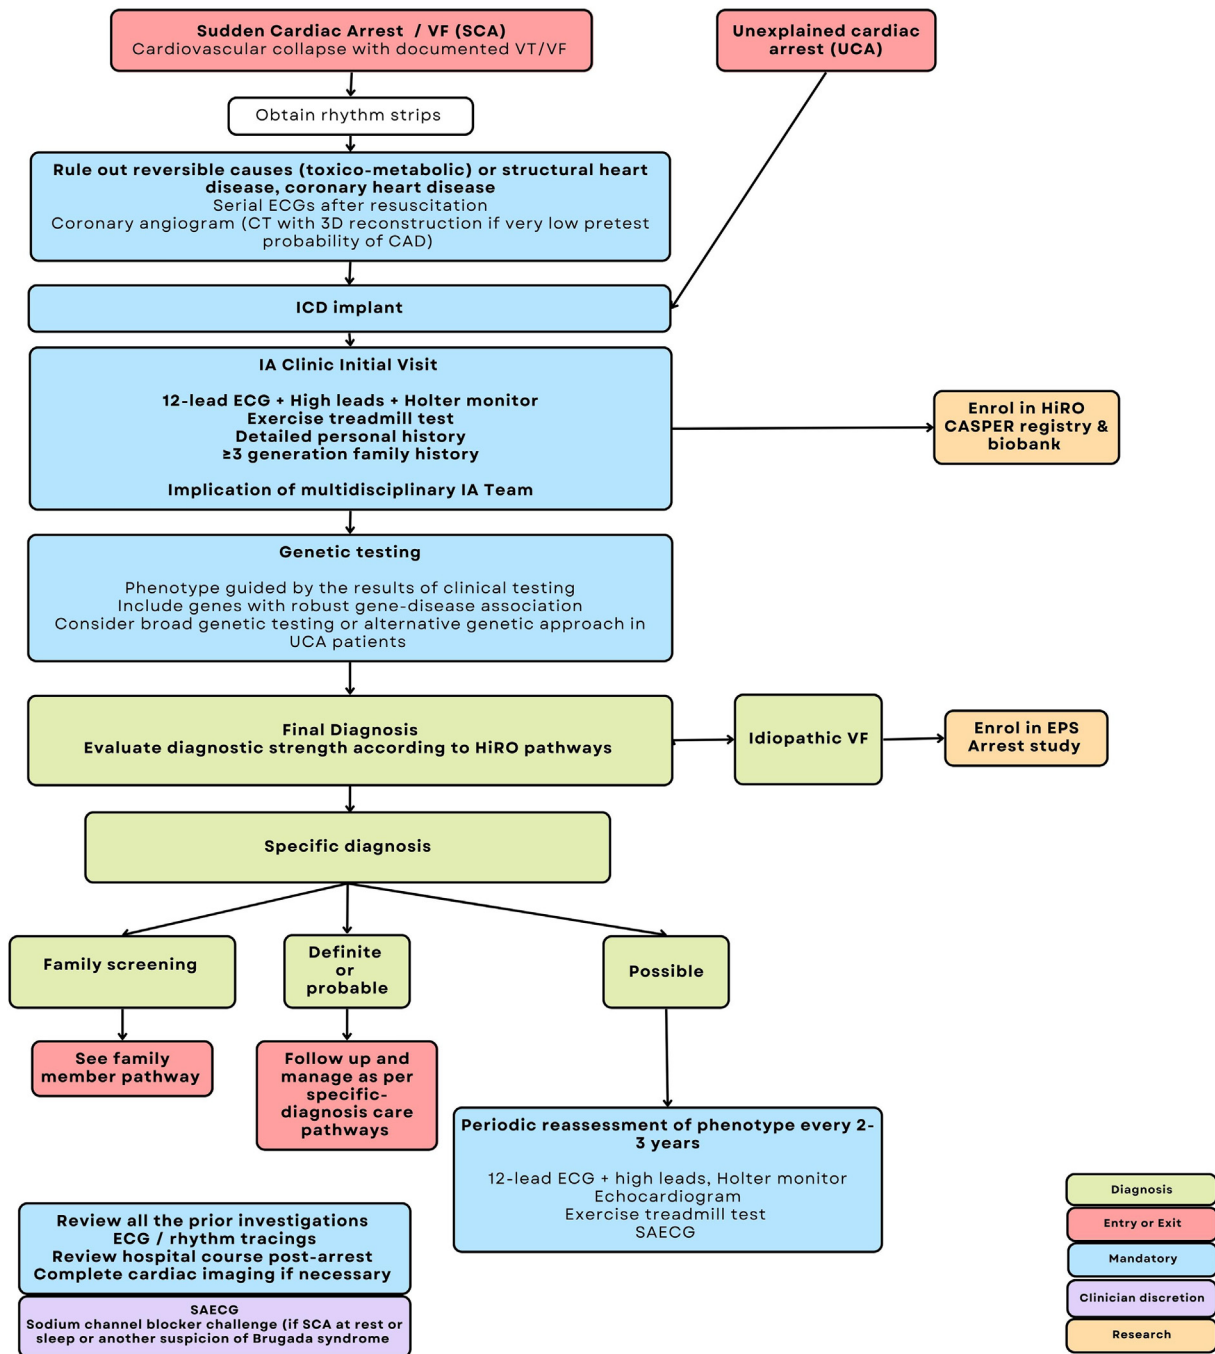 Sudden Cardiac Arrest / VF (SCA)
Cardiovascular collapse with documented VT/VF
Unexplained cardiac
arrest (UCA)
Obtain rhythm strips
Rule out reversible causes (toxico-metabolic) or structural heart
disease, coronary heart disease
Serial ECGs after resuscitation
Coronary angiogram (CT with 3D reconstruction if very low pretest
probability of CAD)
ICD implant
IA Clinic Initial Visit
12-lead ECG + High leads + Holter monitor
Exercise treadmill test
Detailed personal history
≥3 generation family history
Implication of multidisciplinary IA Team
Enrol in HiRO
CASPER registry &
biobank
Genetic testing
Phenotype guided by the results of clinical testing
Include genes with robust gene-disease association
Consider broad genetic testing or alternative genetic approach in
UCA patients
Final Diagnosis
Evaluate diagnostic strength according to HiRO pathways
Idiopathic VF
Enrol in EPS
Arrest study
Specific diagnosis
Family screening
Definite
or
probable
Possible
See family
member pathway
Follow up and
manage as per
specific-
diagnosis care
pathways
Periodic reassessment of phenotype every 2-
3 years
12-lead ECG + high leads, Holter monitor
Echocardiogram
Exercise treadmill test
SAECG
Review all the prior investigations
ECG / rhythm tracings
Review hospital course post-arrest
Complete cardiac imaging if necessary
SAECG
Sodium channel blocker challenge (if SCA at rest or
sleep or another suspicion of Brugada syndrome
Diagnosis
Entry or Exit
Mandatory
Clinician discretion
Research